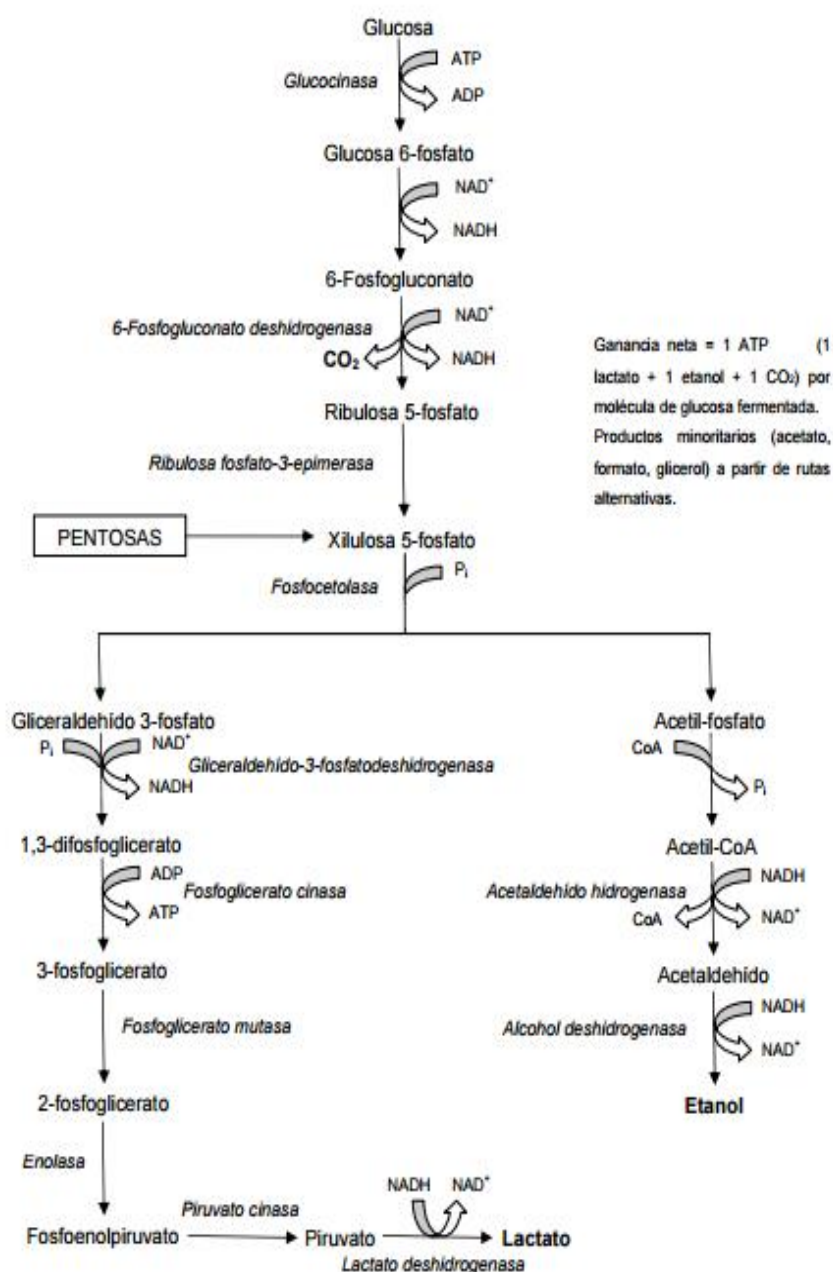 Glucosa
ATP
Glucocinasa
ADP
Glucosa 6-fosfato
NAD⁺
NADH
6-Fosfogluconato
6-Fosfogluconato deshidrogenasa
NAD⁺
CO₂
NADH
Ribulosa 5-fosfato
Ribulosa fosfato-3-epimerasa
Ganancia neta = 1 ATP (1
lactato + 1 etanol + 1 CO₂) por
molécula de glucosa fermentada.
Productos minoritarios (acetato,
formato, glicerol) a partir de rutas
alternativas.
PENTOSAS
Xilulosa 5-fosfato
Fosfocetolasa
Pᵢ
Gliceraldehído 3-fosfato
Pᵢ
NAD⁺
Gliceraldehído-3-fosfatodeshidrogenasa
NADH
1,3-difosfoglicerato
ADP
Fosfoglicerato cinasa
ATP
3-fosfoglicerato
Fosfoglicerato mutasa
2-fosfoglicerato
Enolasa
Fosfoenolpiruvato
Piruvato cinasa
Piruvato
NADH
NAD⁺
Lactato
Lactato deshidrogenasa
Acetil-fosfato
CoA
Pᵢ
Acetil-CoA
NADH
Acetaldehído hidrogenasa
CoA
NAD⁺
Acetaldehído
NADH
Alcohol deshidrogenasa
NAD⁺
Etanol